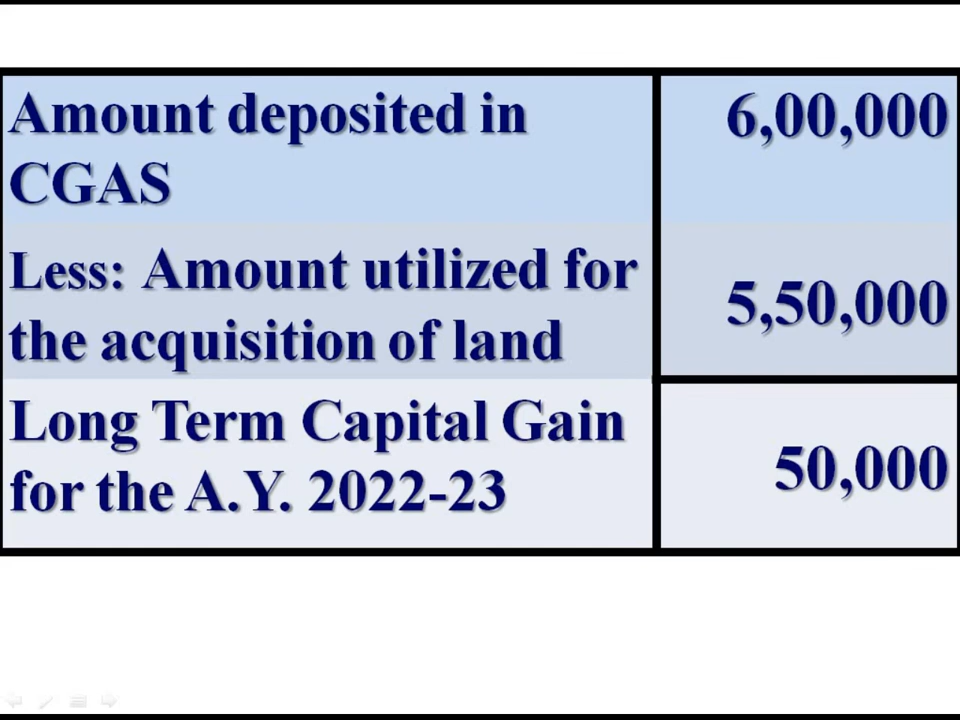 Amount deposited in 6,00,000
CGAS
Less: Amount utilized for
the acquisition of land 5,50,000
Long Term Capital Gain
for the A.Y. 2022-23 50,000